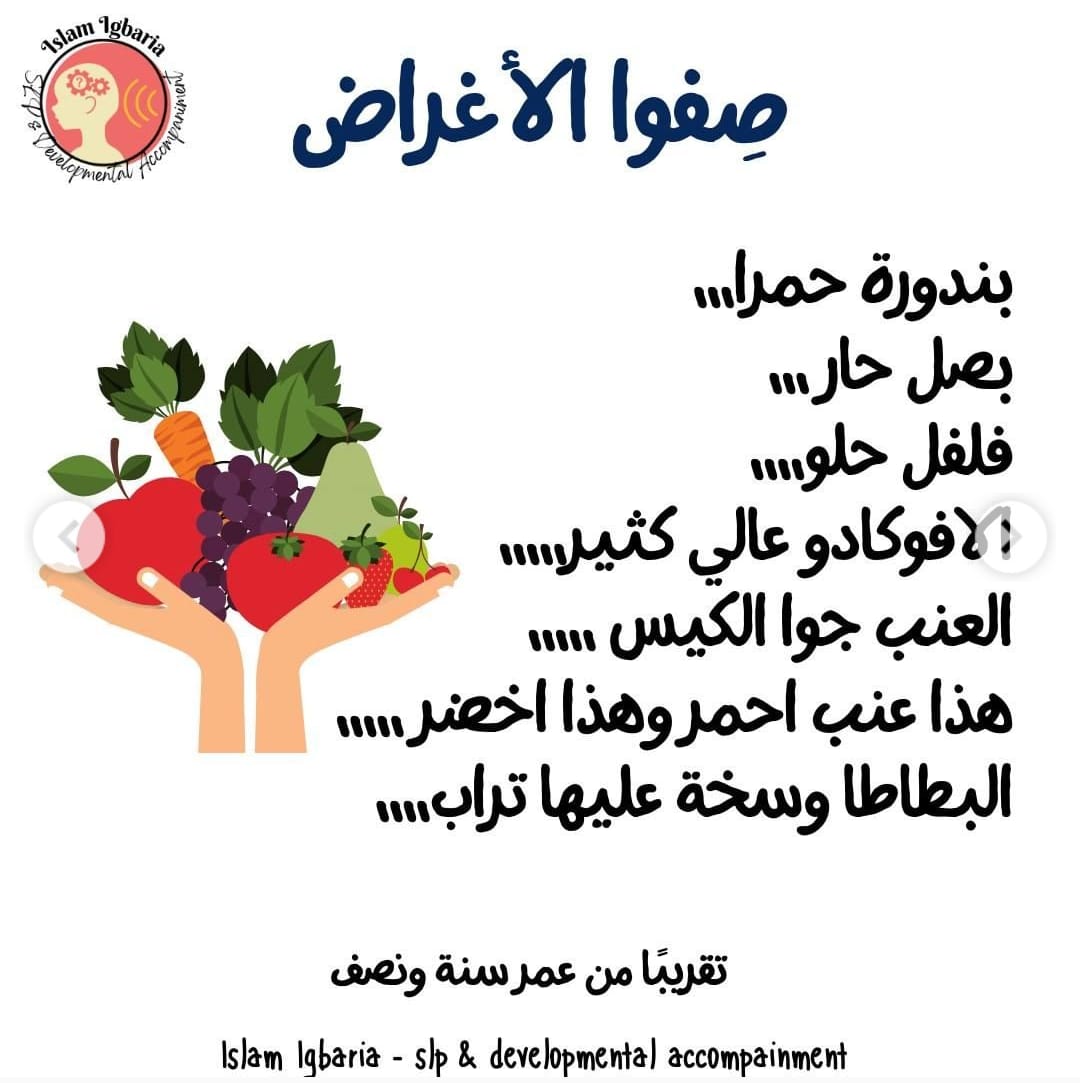 Islam Igbaria
SLP & Developmental Accompaniment
صِفوا الأغراض
بندورة حمرا,,,
بصل حار,,,
فلفل حلو,,,,
الافوكادو عالي كثير,,,,,
العنب جوا الكيس ,,,,,
هذا عنب احمر وهذا اخضر,,,,,
البطاطا وسخة عليها تراب,,,,
تقريبًا من عمر سنة ونصف
Islam Igbaria - slp & developmental accompainment